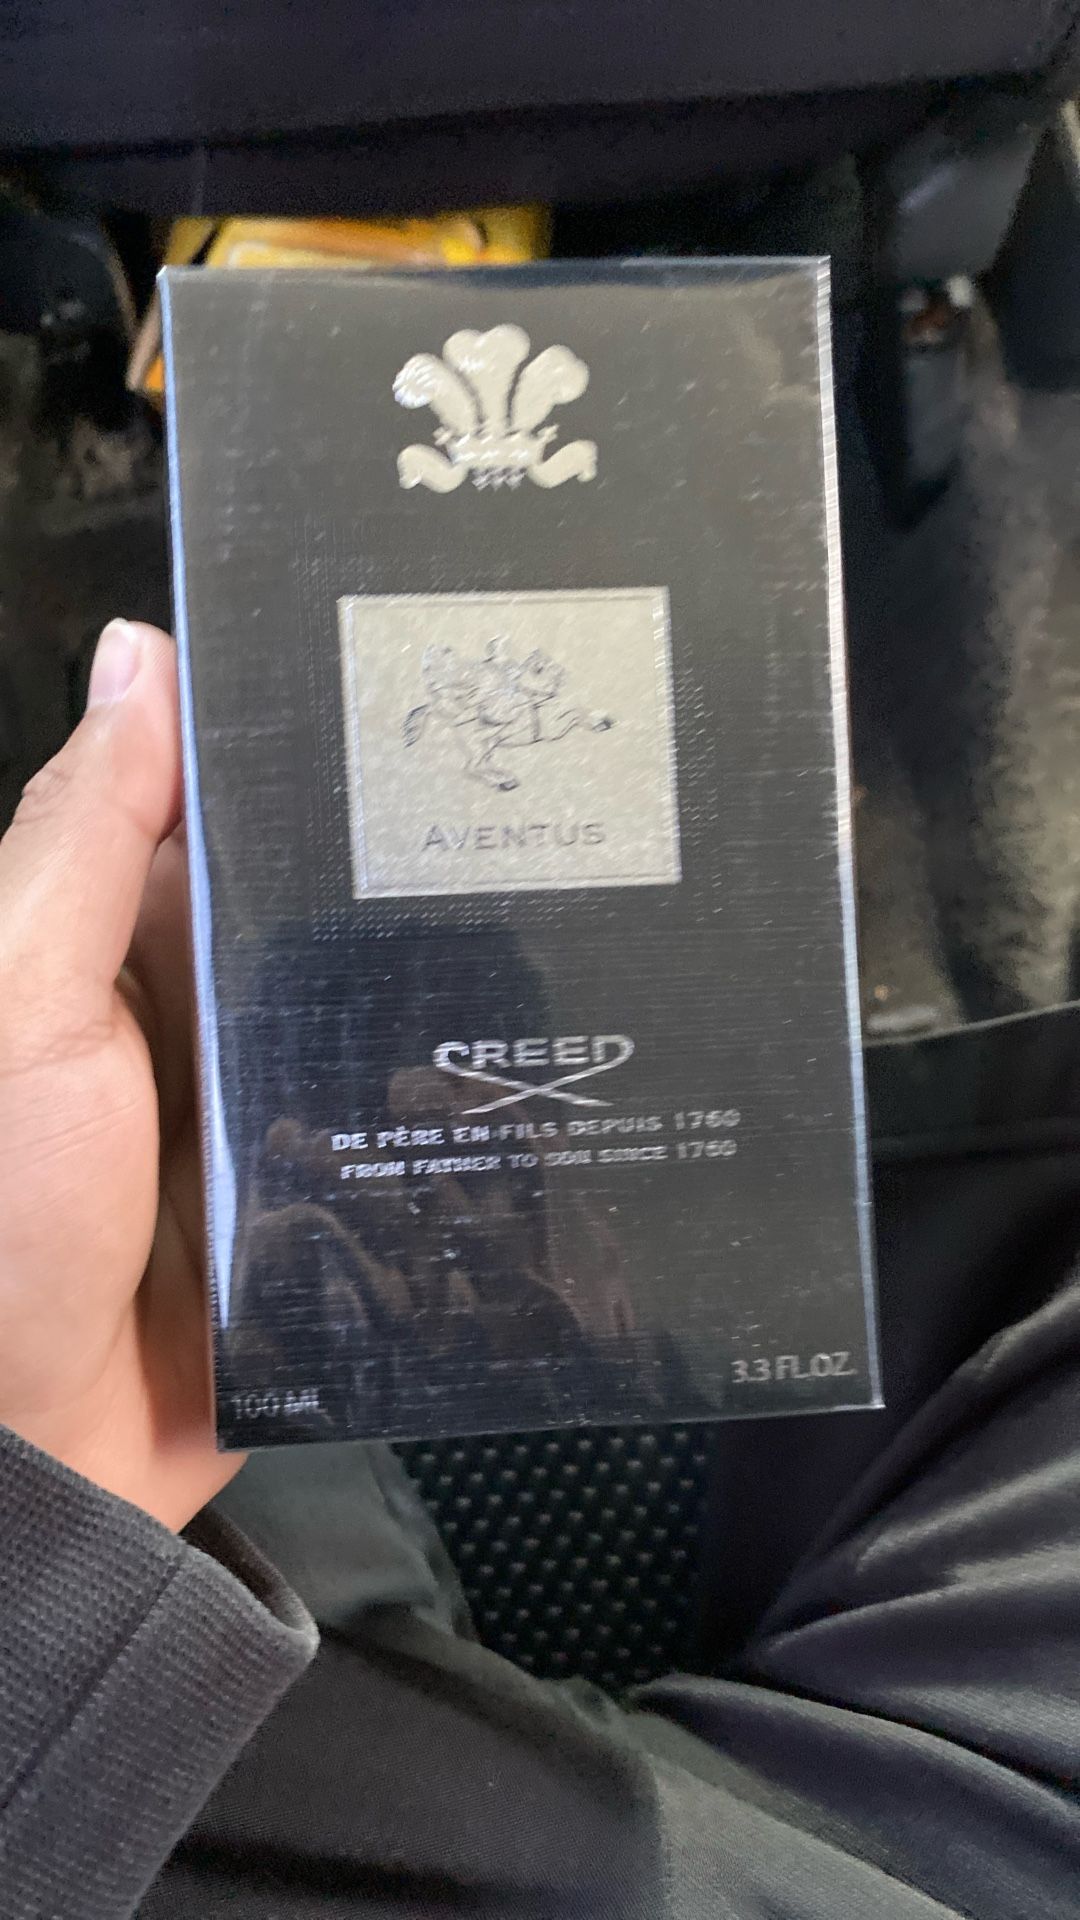 AVENTUS
CREED
DE PÈRE EN FILS DEPUIS 1760
FROM FATHER TO SON SINCE 1760
100 ML
3.3 FL.OZ.